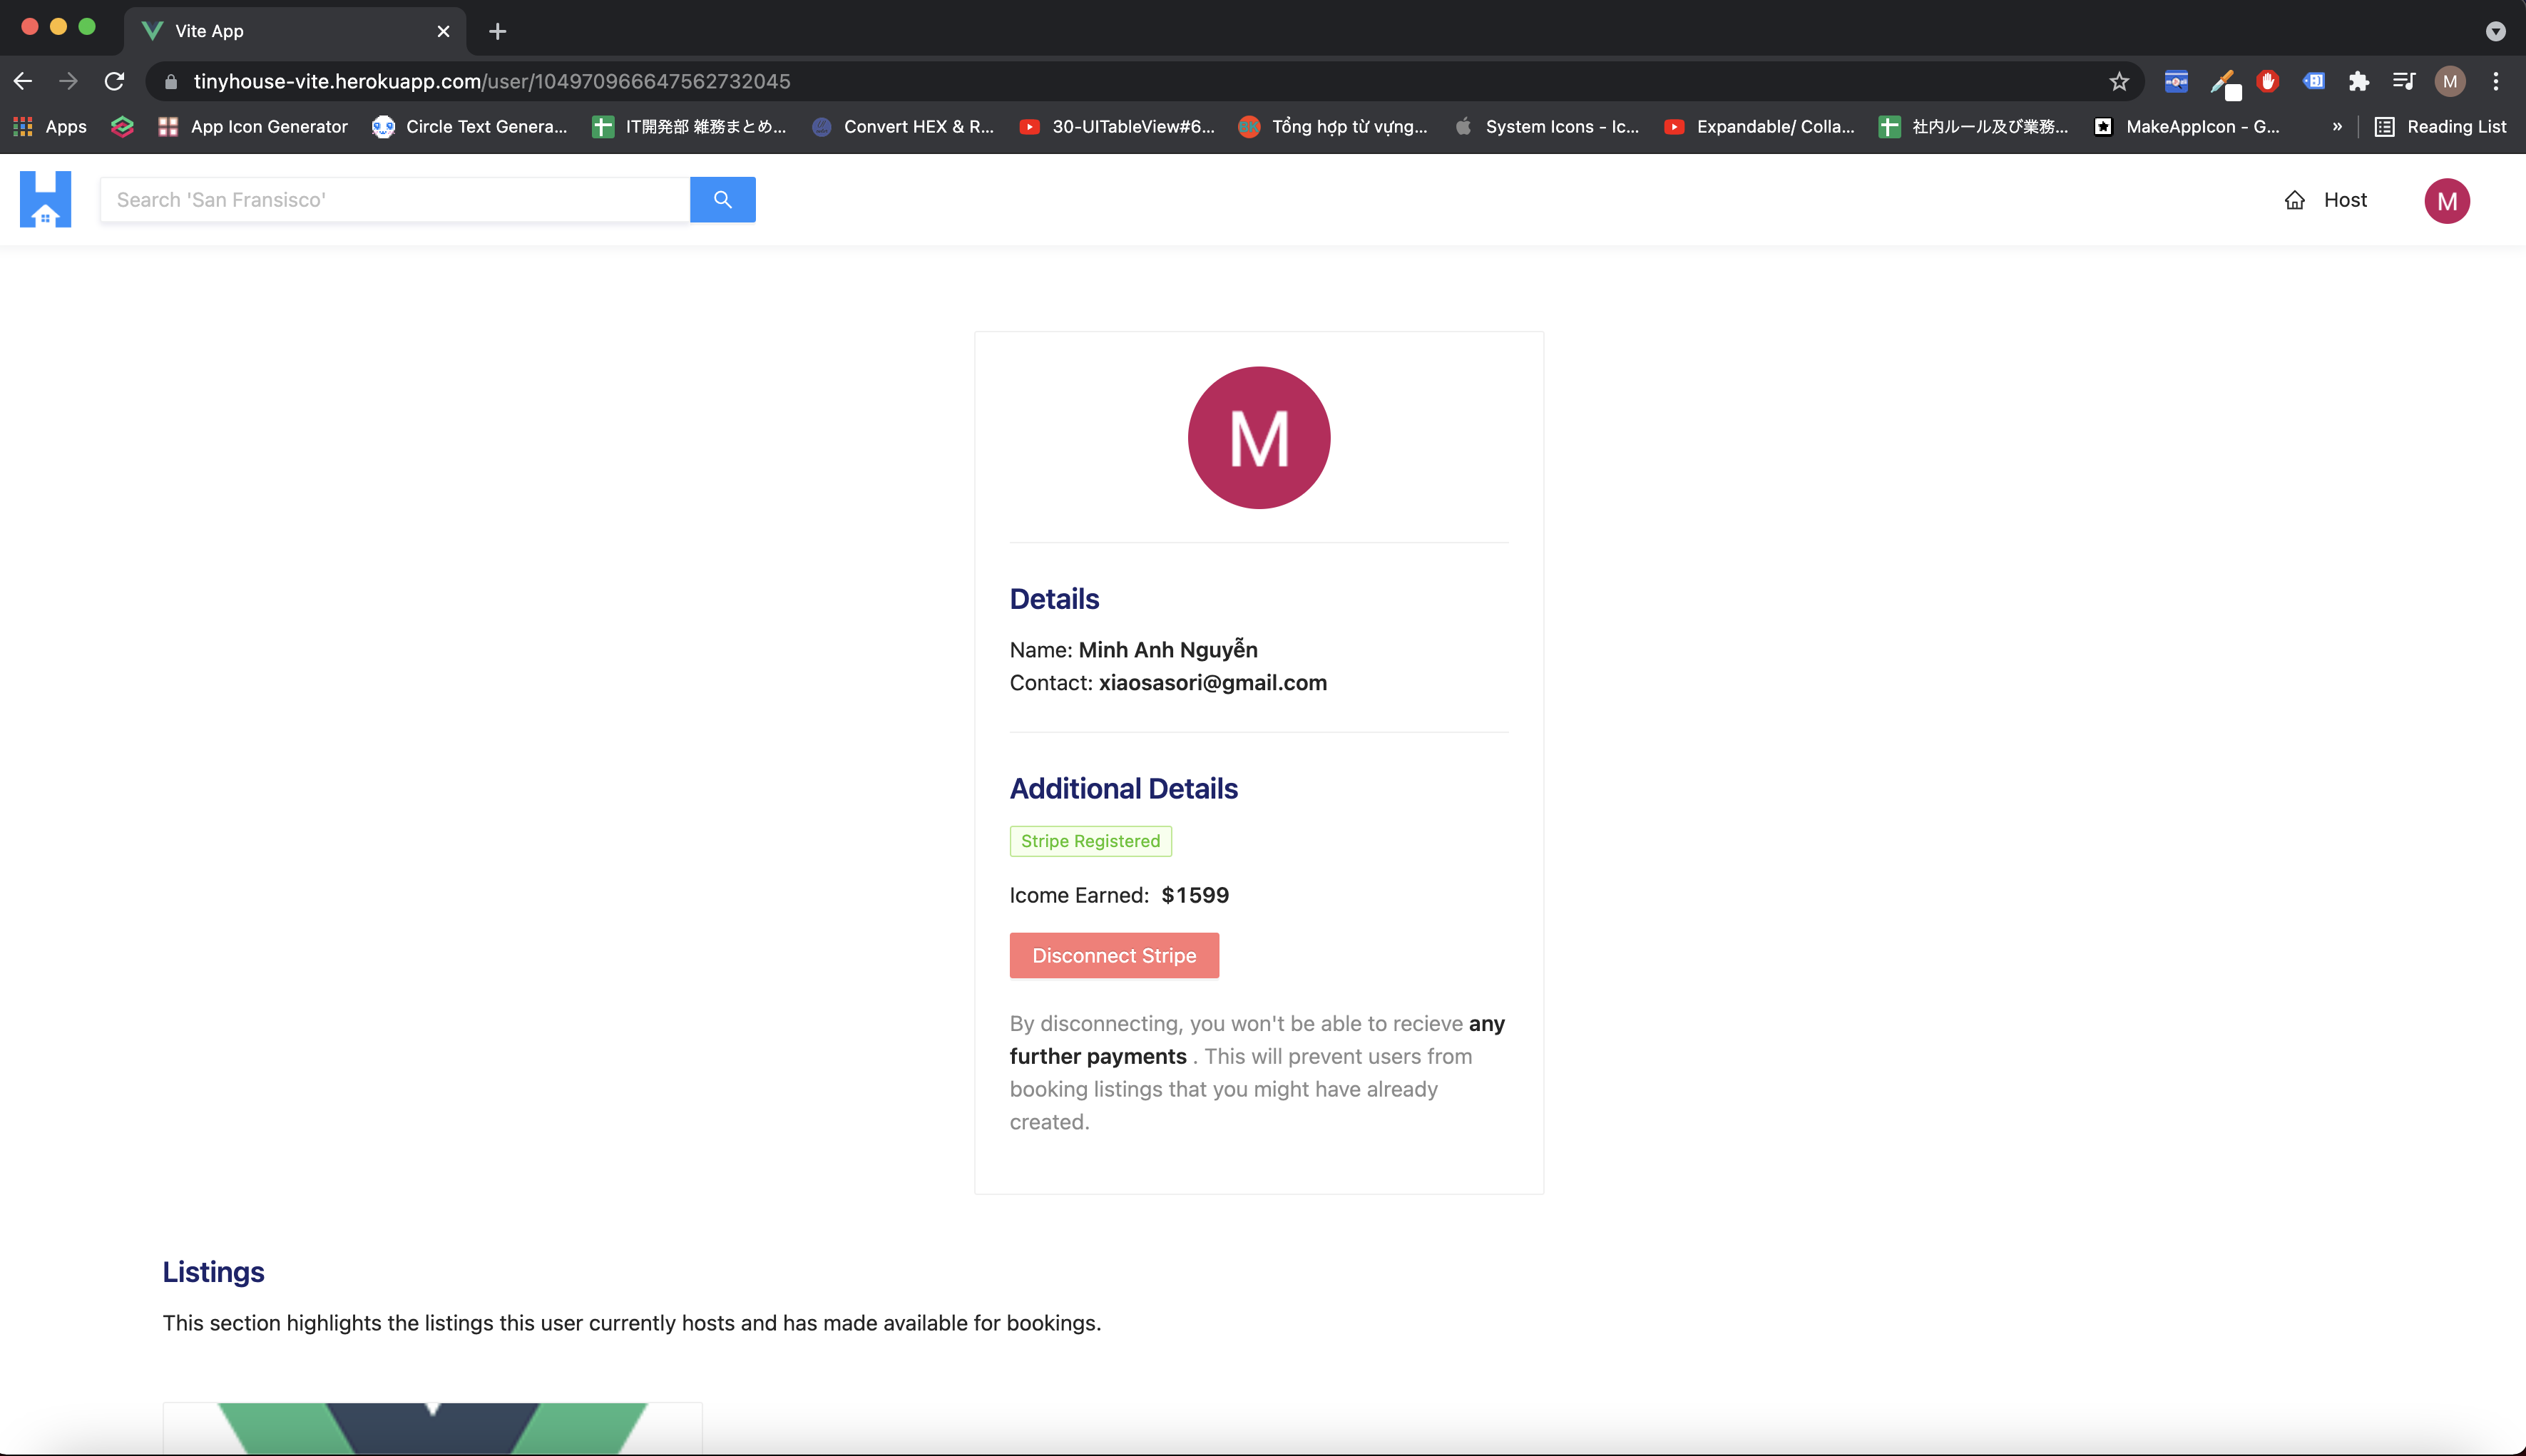 Vite App
tinyhouse-vite.herokuapp.com/user/104970966647562732045
M
Apps
App Icon Generator
Circle Text Genera...
IT開発部 雑務まとめ...
Convert HEX & R...
30-UITableView#6...
Tổng hợp từ vựng...
System Icons - Ic...
Expandable/ Colla...
社内ルール及び業務...
MakeAppIcon - G...
»
Reading List
Search 'San Fransisco'
Host
M
M
Details
Name: Minh Anh Nguyễn
Contact: xiaosasori@gmail.com
Additional Details
Stripe Registered
Icome Earned: $1599
Disconnect Stripe
By disconnecting, you won't be able to recieve any
further payments . This will prevent users from
booking listings that you might have already
created.
Listings
This section highlights the listings this user currently hosts and has made available for bookings.